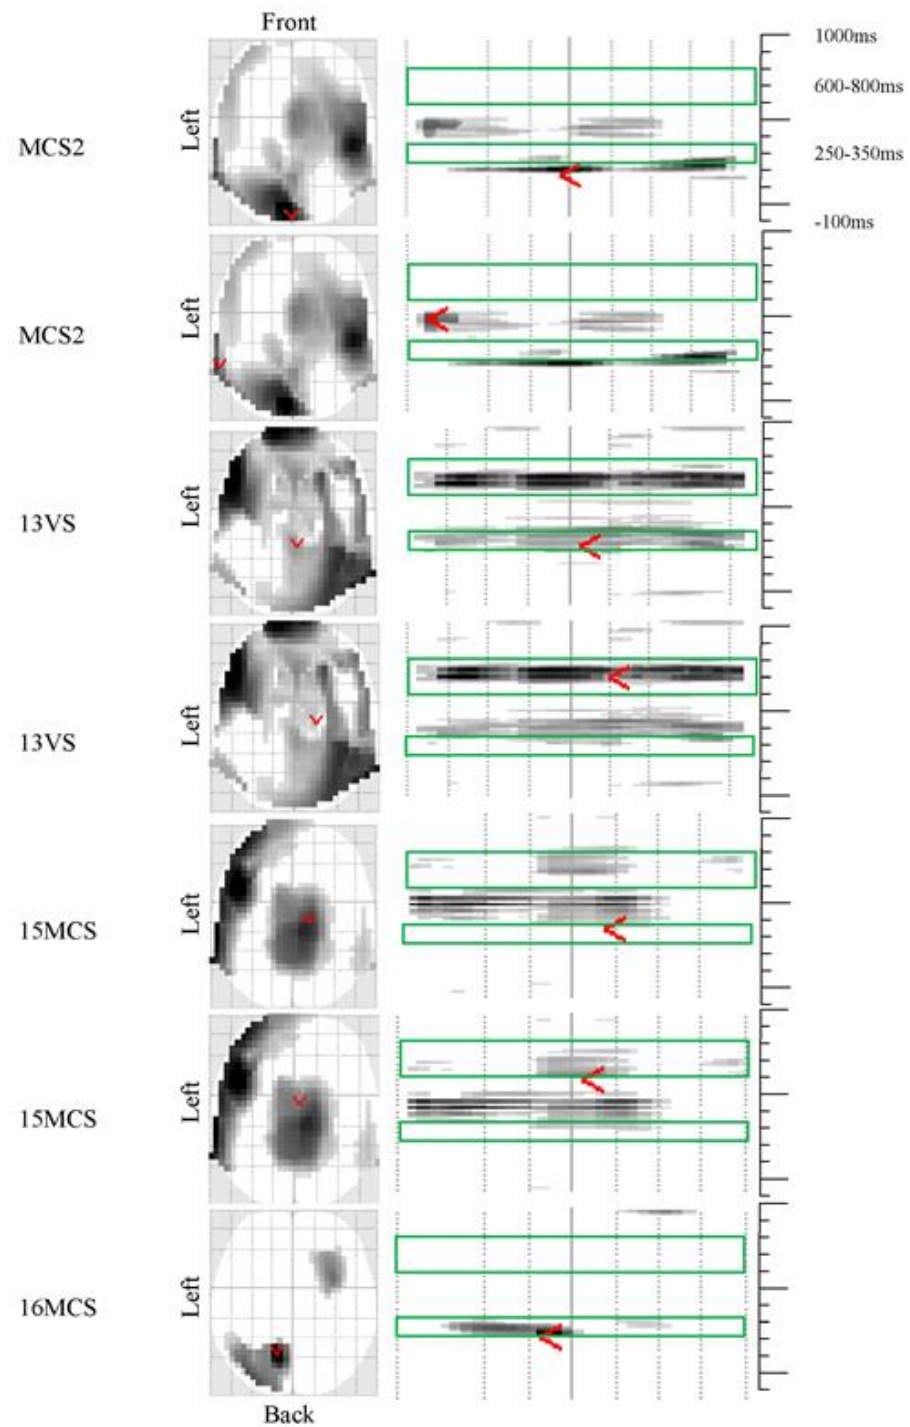 Front
1000ms
600-800ms
MCS2
Left
250-350ms
-100ms
MCS2
Left
13VS
Left
13VS
Left
15MCS
Left
15MCS
Left
16MCS
Left
Back